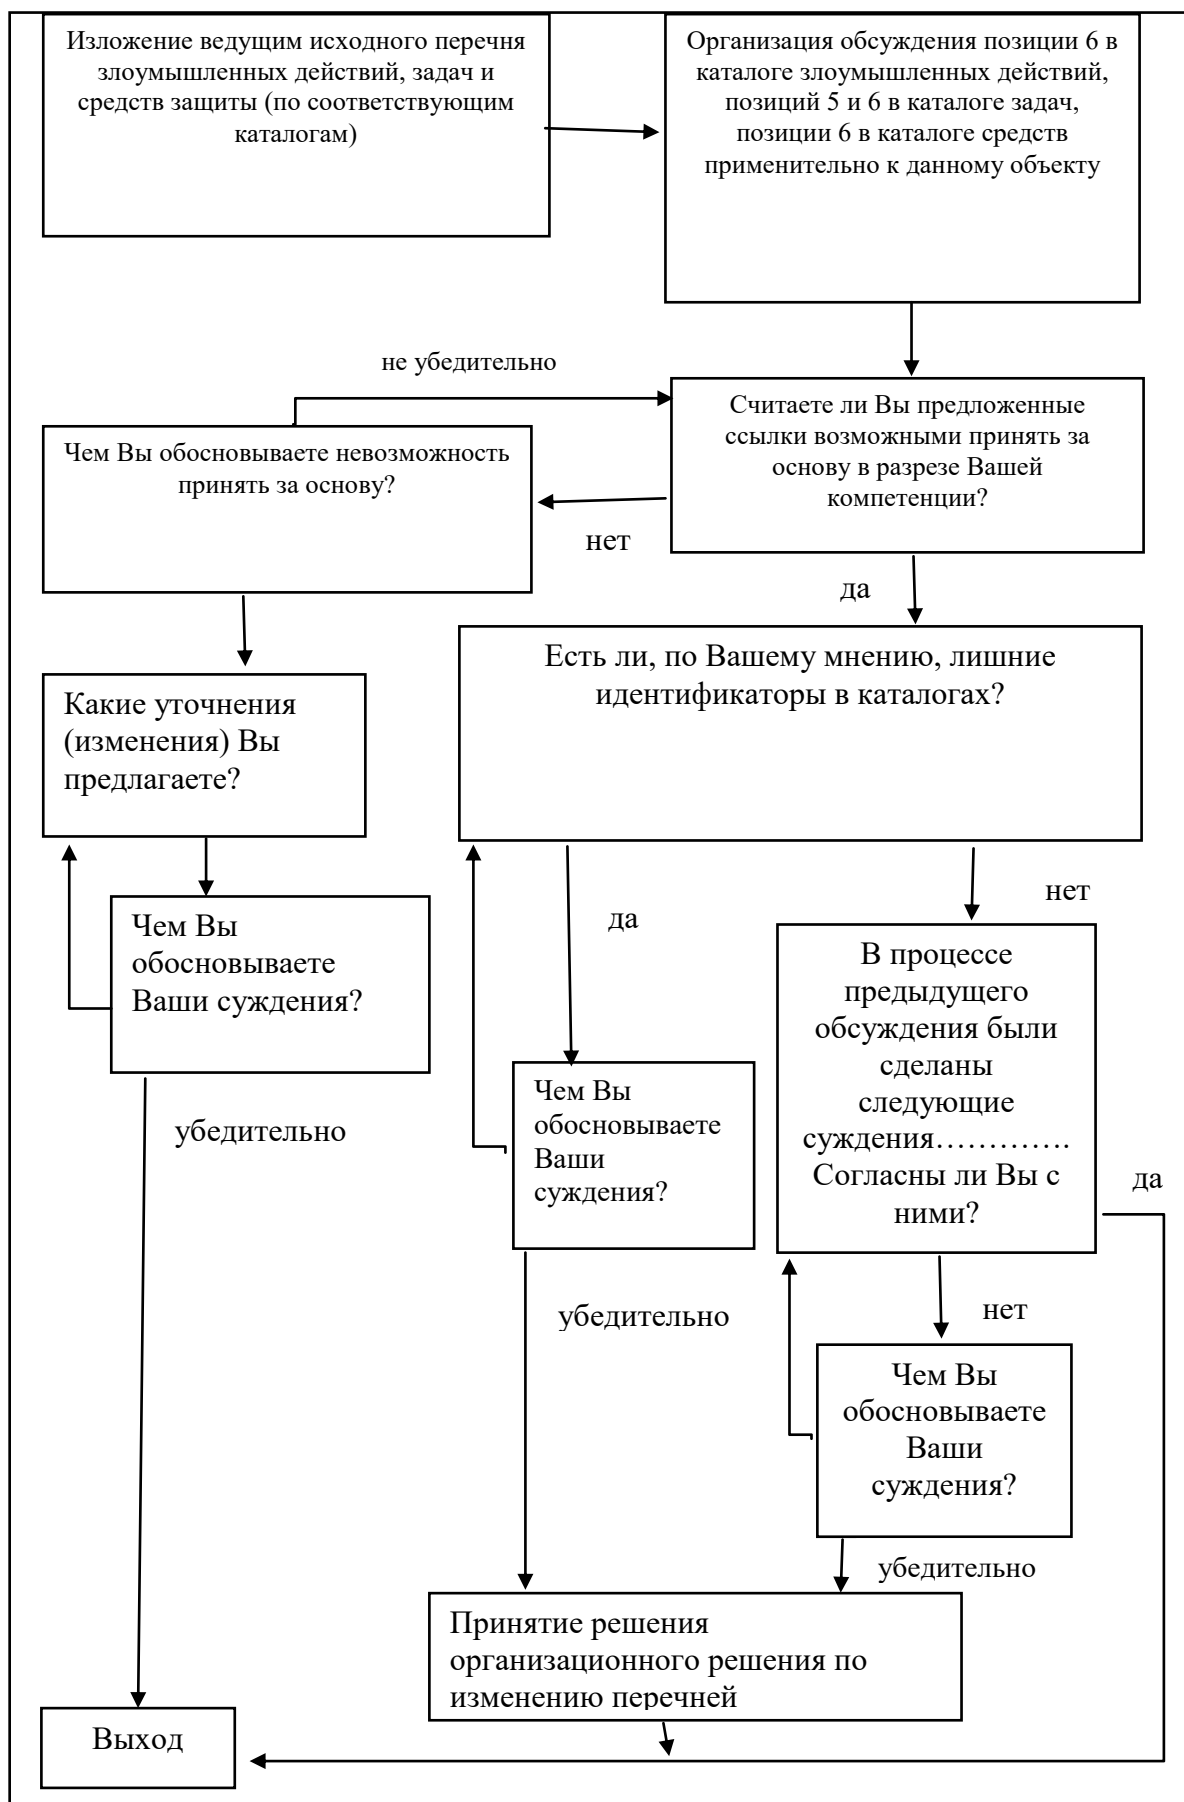 Изложение ведущим исходного перечня
злоумышленных действий, задач и
средств защиты (по соответствующим
каталогам)
Организация обсуждения позиции 6 в
каталоге злоумышленных действий,
позиций 5 и 6 в каталоге задач,
позиции 6 в каталоге средств
применительно к данному объекту
не убедительно
Считаете ли Вы предложенные
ссылки возможными принять за
основу в разрезе Вашей
компетенции?
Чем Вы обосновываете невозможность
принять за основу?
нет
да
Есть ли, по Вашему мнению, лишние
идентификаторы в каталогах?
Какие уточнения
(изменения) Вы
предлагаете?
Чем Вы
обосновываете
Ваши суждения?
да
нет
В процессе
предыдущего
обсуждения были
сделаны
следующие
суждения………….
Согласны ли Вы с
ними?
Чем Вы
обосновываете
Ваши
суждения?
убедительно
да
убедительно
нет
Чем Вы
обосновываете
Ваши
суждения?
убедительно
Принятие решения
организационного решения по
изменению перечней
Выход